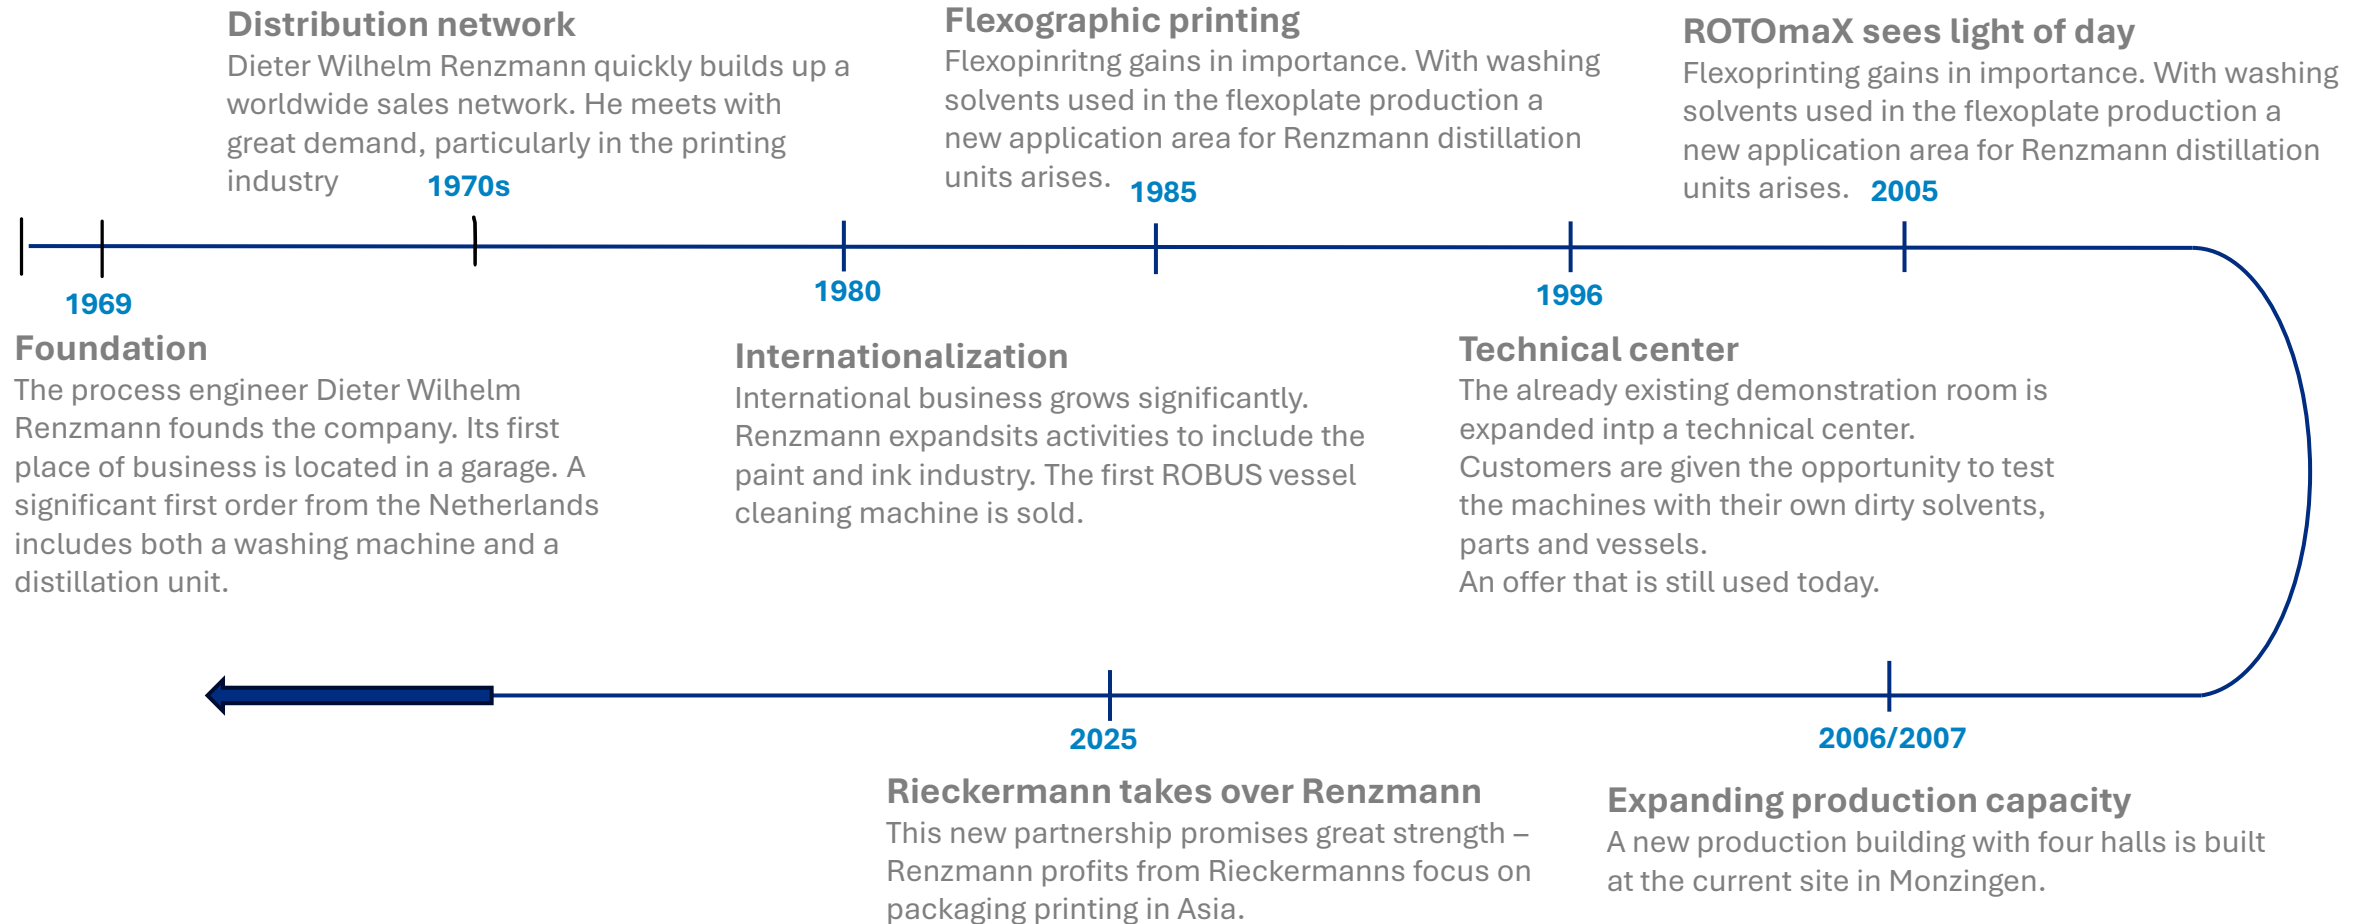 Distribution network
Dieter Wilhelm Renzmann quickly builds up a
worldwide sales network. He meets with
great demand, particularly in the printing
industry
1970s
Flexographic printing
Flexopinritng gains in importance. With washing
solvents used in the flexoplate production a
new application area for Renzmann distillation
units arises.
1985
ROTOmaX sees light of day
Flexoprinting gains in importance. With washing
solvents used in the flexoplate production a
new application area for Renzmann distillation
units arises.
2005
1969
Foundation
The process engineer Dieter Wilhelm
Renzmann founds the company. Its first
place of business is located in a garage. A
significant first order from the Netherlands
includes both a washing machine and a
distillation unit.
1980
Internationalization
International business grows significantly.
Renzmann expandsits activities to include the
paint and ink industry. The first ROBUS vessel
cleaning machine is sold.
1996
Technical center
The already existing demonstration room is
expanded intp a technical center.
Customers are given the opportunity to test
the machines with their own dirty solvents,
parts and vessels.
An offer that is still used today.
2025
Rieckermann takes over Renzmann
This new partnership promises great strength –
Renzmann profits from Rieckermanns focus on
packaging printing in Asia.
2006/2007
Expanding production capacity
A new production building with four halls is built
at the current site in Monzingen.